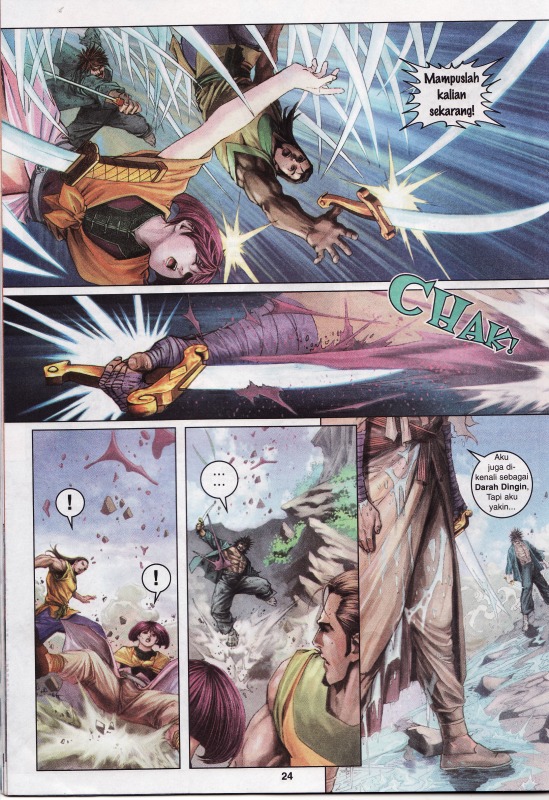 Mampuslah
kalian
sekarang!
CHAK!
!
!
...
...
Aku
juga di-
kenali sebagai
Darah Dingin,
Tapi aku
yakin...
24